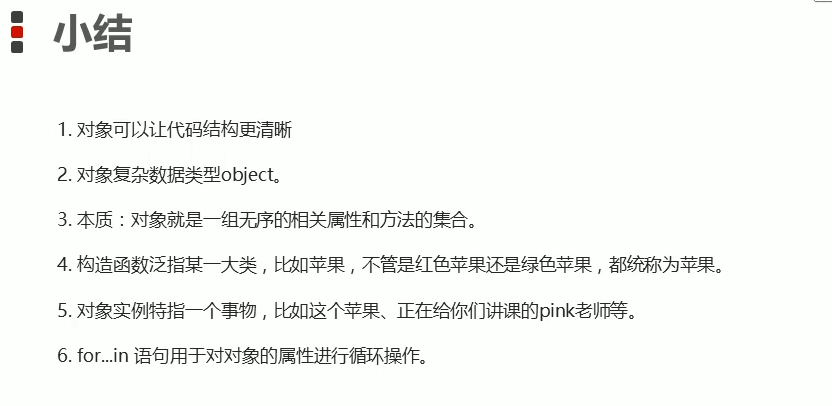 小结
1. 对象可以让代码结构更清晰
2. 对象复杂数据类型object。
3. 本质：对象就是一组无序的相关属性和方法的集合。
4. 构造函数泛指某一大类，比如苹果，不管是红色苹果还是绿色苹果，都统称为苹果。
5. 对象实例特指一个事物，比如这个苹果、正在给你们讲课的pink老师等。
6. for...in 语句用于对对象的属性进行循环操作。